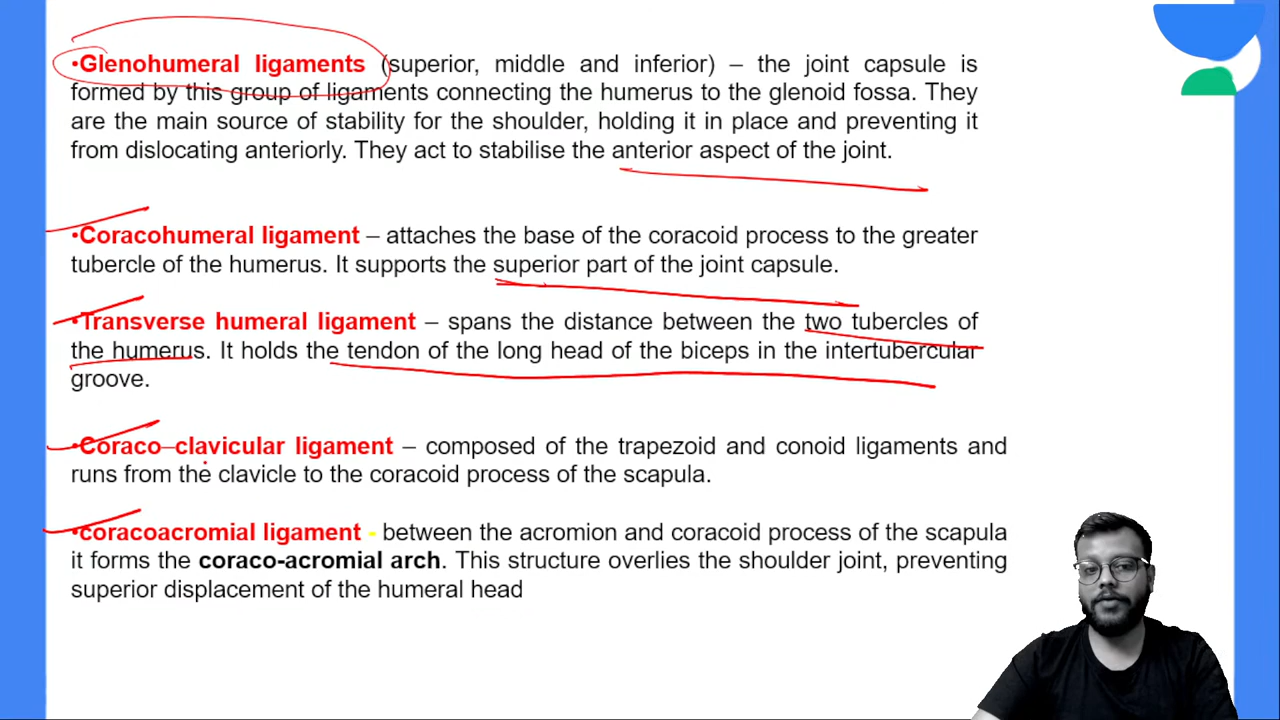 •Glenohumeral ligaments (superior, middle and inferior) – the joint capsule is
formed by this group of ligaments connecting the humerus to the glenoid fossa. They
are the main source of stability for the shoulder, holding it in place and preventing it
from dislocating anteriorly. They act to stabilise the anterior aspect of the joint.
•Coracohumeral ligament – attaches the base of the coracoid process to the greater
tubercle of the humerus. It supports the superior part of the joint capsule.
•Transverse humeral ligament – spans the distance between the two tubercles of
the humerus. It holds the tendon of the long head of the biceps in the intertubercular
groove.
•Coraco–clavicular ligament – composed of the trapezoid and conoid ligaments and
runs from the clavicle to the coracoid process of the scapula.
•coracoacromial ligament - between the acromion and coracoid process of the scapula
it forms the coraco-acromial arch. This structure overlies the shoulder joint, preventing
superior displacement of the humeral head